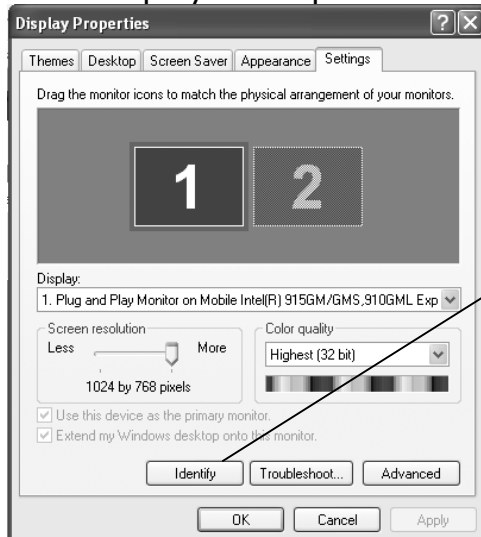 Display Properties
Themes Desktop Screen Saver Appearance Settings
Drag the monitor icons to match the physical arrangement of your monitors.
1 2
Display:
1. Plug and Play Monitor on Mobile Intel(R) 915GM/GMS,910GML Exp
Screen resolution Color quality
Less More Highest (32 bit)
1024 by 768 pixels
Use this device as the primary monitor.
Extend my Windows desktop onto this monitor.
Identify Troubleshoot... Advanced
OK Cancel Apply